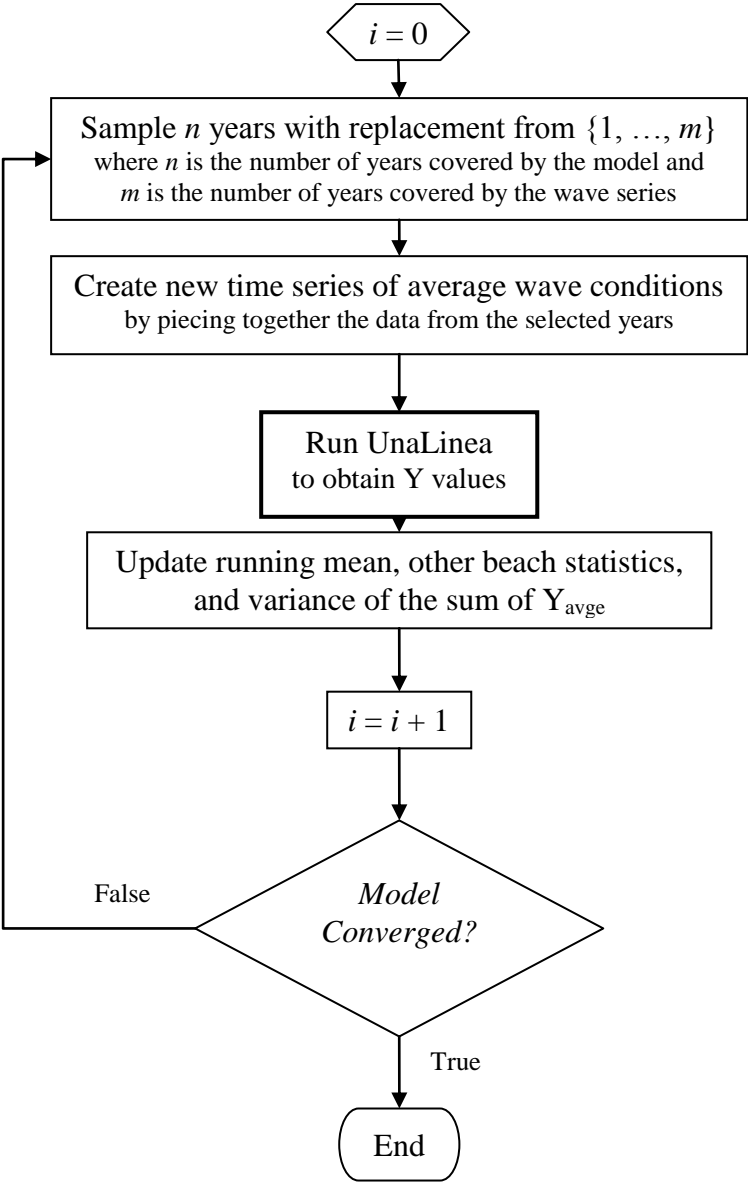 i = 0
Sample n years with replacement from {1, …, m}
where n is the number of years covered by the model and
m is the number of years covered by the wave series
Create new time series of average wave conditions
by piecing together the data from the selected years
Run UnaLinea
to obtain Y values
Update running mean, other beach statistics,
and variance of the sum of Yavge
i = i + 1
False
Model
Converged?
True
End